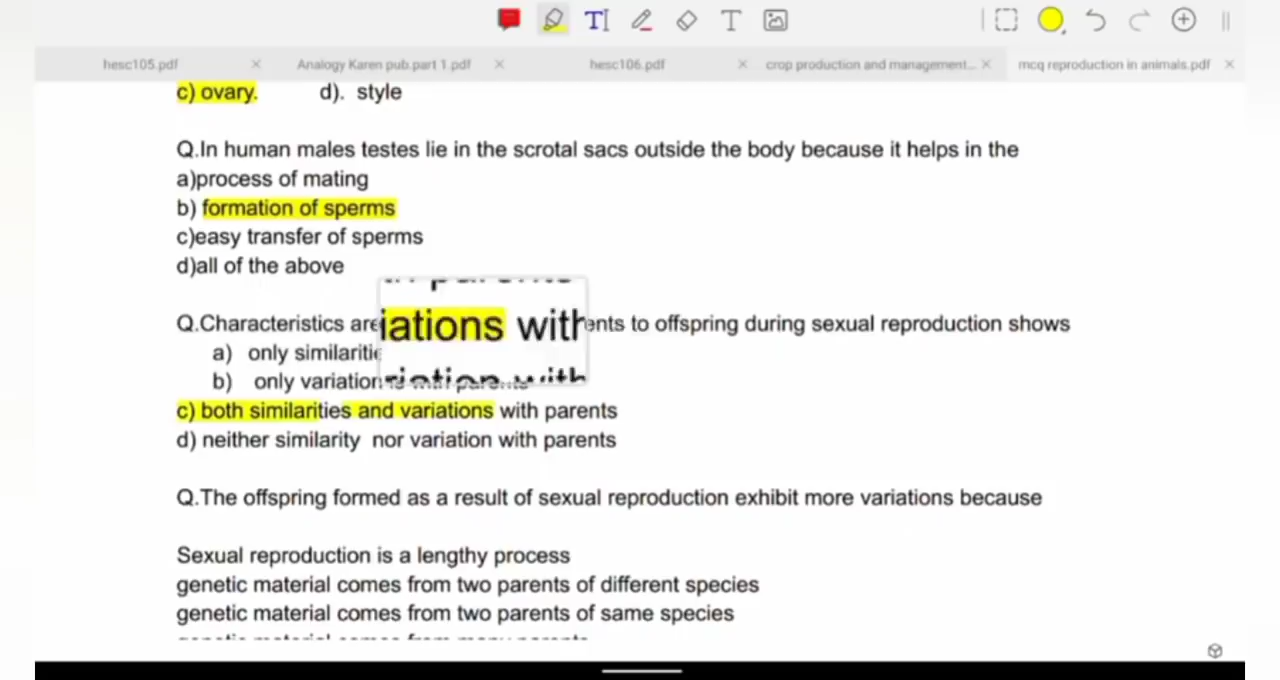 hesc105.pdf
Analogy Karen pub.part 1.pdf
hesc106.pdf
crop production and management...
mcq reproduction in animals.pdf
c) ovary. d). style
Q.In human males testes lie in the scrotal sacs outside the body because it helps in the
a)process of mating
b) formation of sperms
c)easy transfer of sperms
d)all of the above
Q.Characteristics are ents to offspring during sexual reproduction shows
iations with
a) only
b) only
c) both similarities and variations with parents
d) neither similarity nor variation with parents
Q.The offspring formed as a result of sexual reproduction exhibit more variations because
Sexual reproduction is a lengthy process
genetic material comes from two parents of different species
genetic material comes from two parents of same species